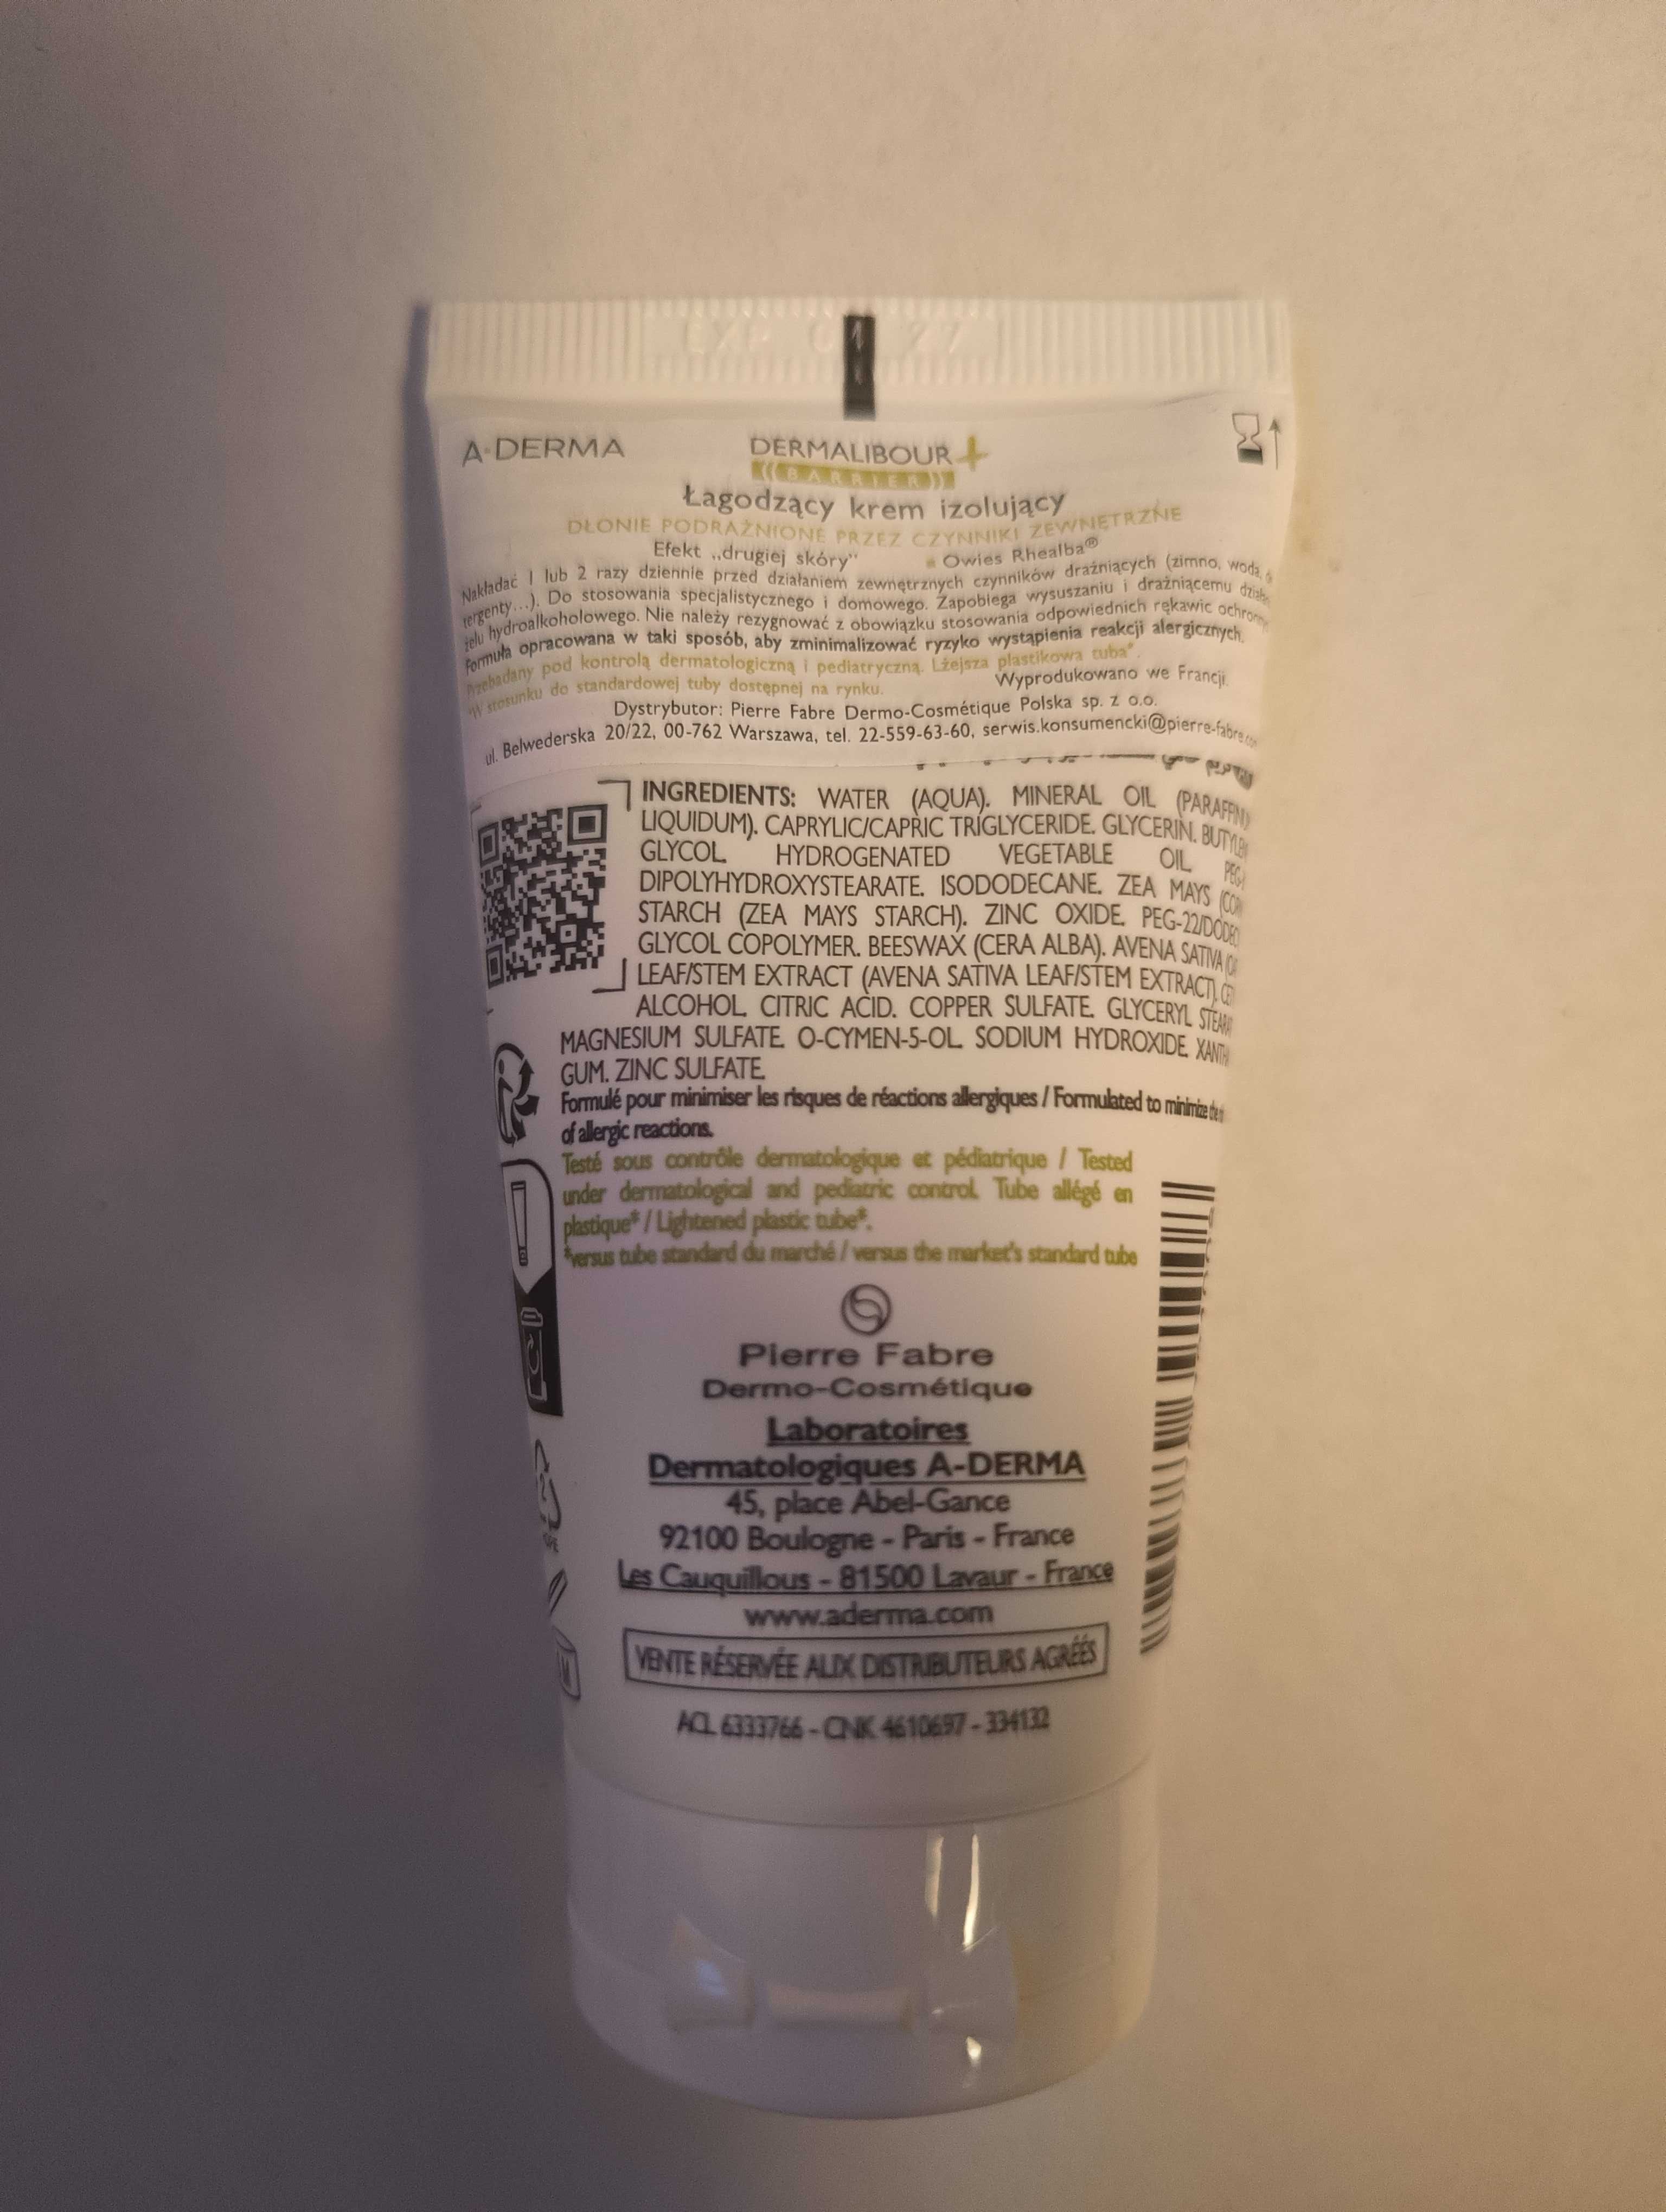 EXP 01 27
A-DERMA
DERMALIBOUR+
((BARRIER))
Łagodzący krem izolujący
DŁONIE PODRAŻNIONE PRZEZ CZYNNIKI ZEWNĘTRZNE
Efekt „drugiej skóry" Owies Rhealba®
Nakładać 1 lub 2 razy dziennie przed działaniem zewnętrznych czynników drażniących (zimno, woda,
tergenty...). Do stosowania specjalistycznego i domowego. Zapobiega wysuszaniu i drażniącemu
żelu hydroalkoholowego. Nie należy rezygnować z obowiązku stosowania odpowiednich rękawic
Formuła opracowana w taki sposób, aby zminimalizować ryzyko wystąpienia reakcji alergicznych.
Przebadany pod kontrolą dermatologiczną i pediatryczną. Lżejsza plastikowa tuba*.
*W stosunku do standardowej tuby dostępnej na rynku. Wyprodukowano we Francji.
Dystrybutor: Pierre Fabre Dermo-Cosmétique Polska sp. z o.o.
ul. Belwederska 20/22, 00-762 Warszawa, tel. 22-559-63-60, serwis.konsumencki@pierre-fabre.com
INGREDIENTS: WATER (AQUA). MINERAL OIL (PARAFFINUM
LIQUIDUM). CAPRYLIC/CAPRIC TRIGLYCERIDE. GLYCERIN. BUTYLENE
GLYCOL. HYDROGENATED VEGETABLE OIL.
DIPOLYHYDROXYSTEARATE. ISODODECANE. ZEA MAYS
STARCH (ZEA MAYS STARCH). ZINC OXIDE. PEG-22/DODECYL
GLYCOL COPOLYMER. BEESWAX (CERA ALBA). AVENA SATIVA
LEAF/STEM EXTRACT (AVENA SATIVA LEAF/STEM EXTRACT).
ALCOHOL. CITRIC ACID. COPPER SULFATE. GLYCERYL
MAGNESIUM SULFATE. O-CYMEN-5-OL. SODIUM HYDROXIDE.
GUM. ZINC SULFATE.
Formulé pour minimiser les risques de réactions allergiques / Formulated to minimize the
of allergic reactions.
Testé sous contrôle dermatologique et pédiatrique / Tested
under dermatological and pediatric control. Tube allégé en
plastique* / Lightened plastic tube*.
*versus tube standard du marché / versus the market's standard tube
Pierre Fabre
Dermo-Cosmétique
Laboratoires
Dermatologiques A-DERMA
45, place Abel-Gance
92100 Boulogne - Paris - France
Les Cauquillous - 81500 Lavaur - France
www.aderma.com
VENTE RÉSERVÉE AUX DISTRIBUTEURS AGRÉÉS
ACL 6333766 - CNK 4610697 - 334132